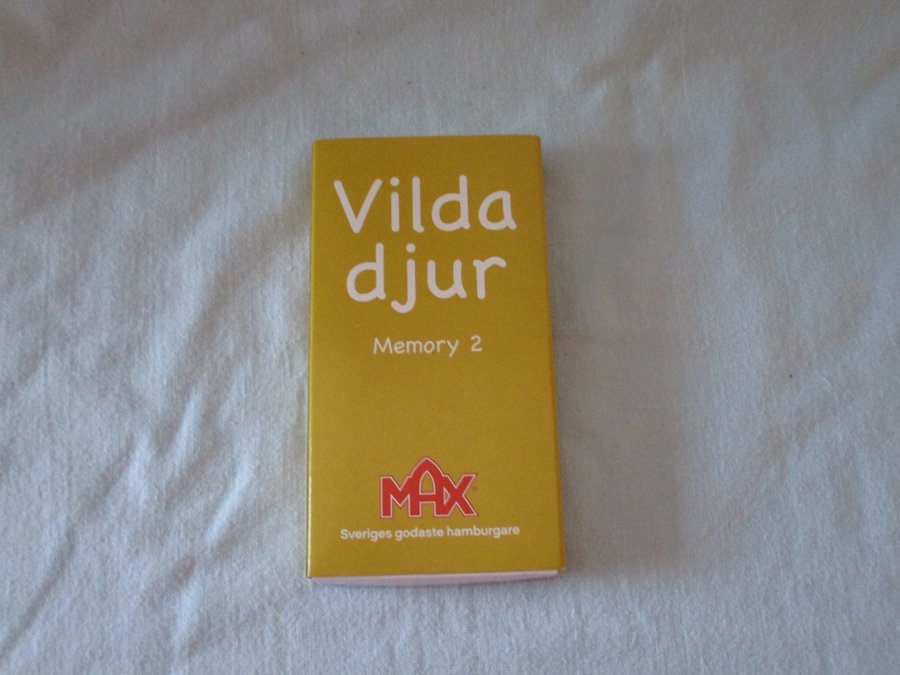 Vilda
djur
Memory 2
MAX
Sveriges godaste hamburgare